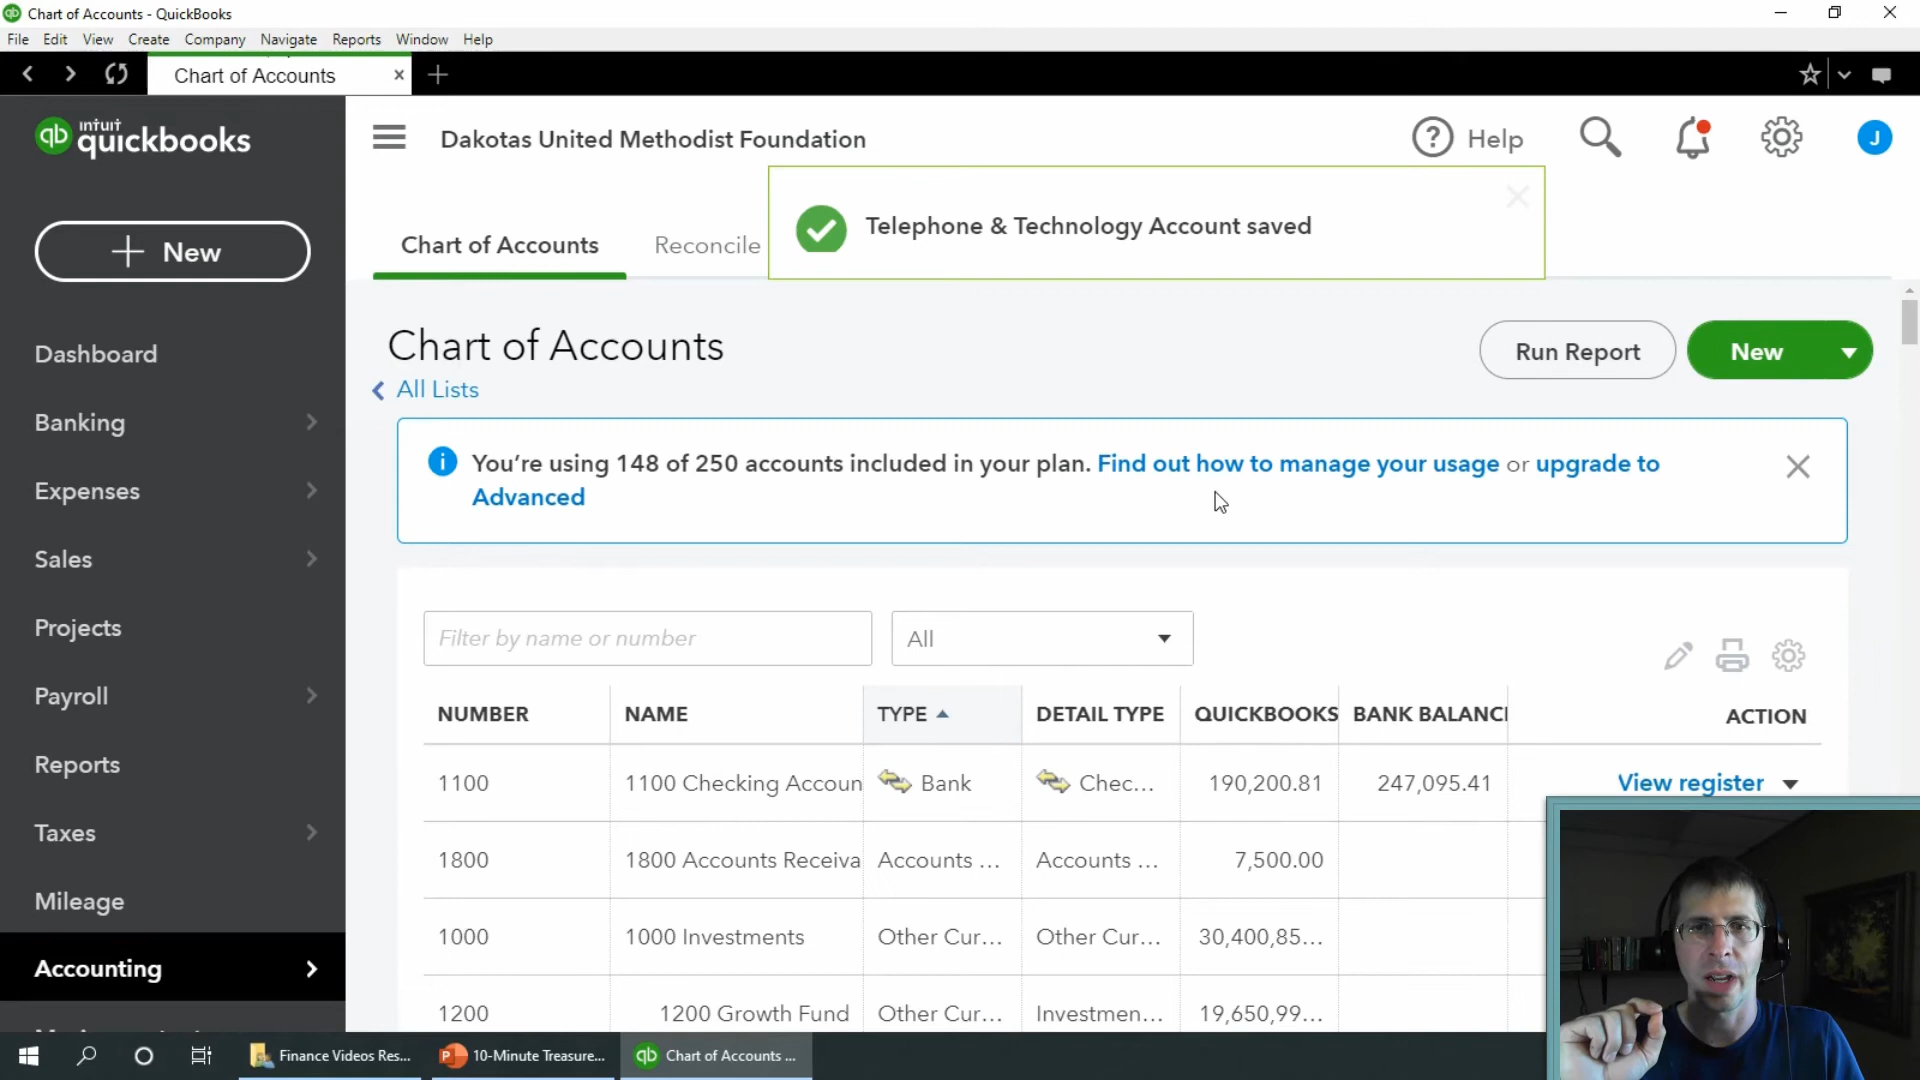 Chart of Accounts - QuickBooks
File Edit View Create Company Navigate Reports Window Help
Chart of Accounts
intuit
quickbooks
Dakotas United Methodist Foundation
Help
J
New
Telephone & Technology Account saved
Chart of Accounts Reconcile
Chart of Accounts
All Lists
Run Report
New
You're using 148 of 250 accounts included in your plan. Find out how to manage your usage or upgrade to
Advanced
Dashboard
Banking
Expenses
Sales
Projects
Payroll
Reports
Taxes
Mileage
Accounting
Filter by name or number
All
NUMBER NAME TYPE DETAIL TYPE QUICKBOOKS BANK BALANC ACTION
1100 1100 Checking Accoun Bank Chec... 190,200.81 247,095.41 View register
1800 1800 Accounts Receiva Accounts ... Accounts ... 7,500.00
1000 1000 Investments Other Cur... Other Cur... 30,400,85...
1200 1200 Growth Fund Other Cur... Investmen... 19,650,99...
Finance Videos Res... 10-Minute Treasure... Chart of Accounts ...